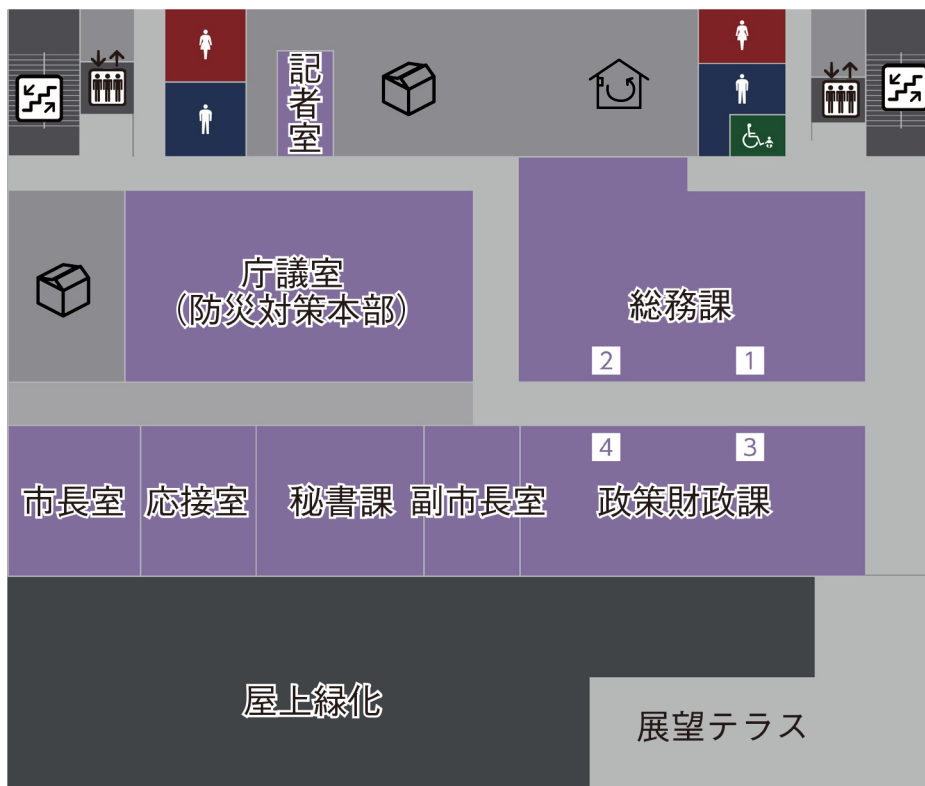 記者室
庁議室
（防災対策本部）
総務課
2
1
4
3
市長室
応接室
秘書課
副市長室
政策財政課
屋上緑化
展望テラス